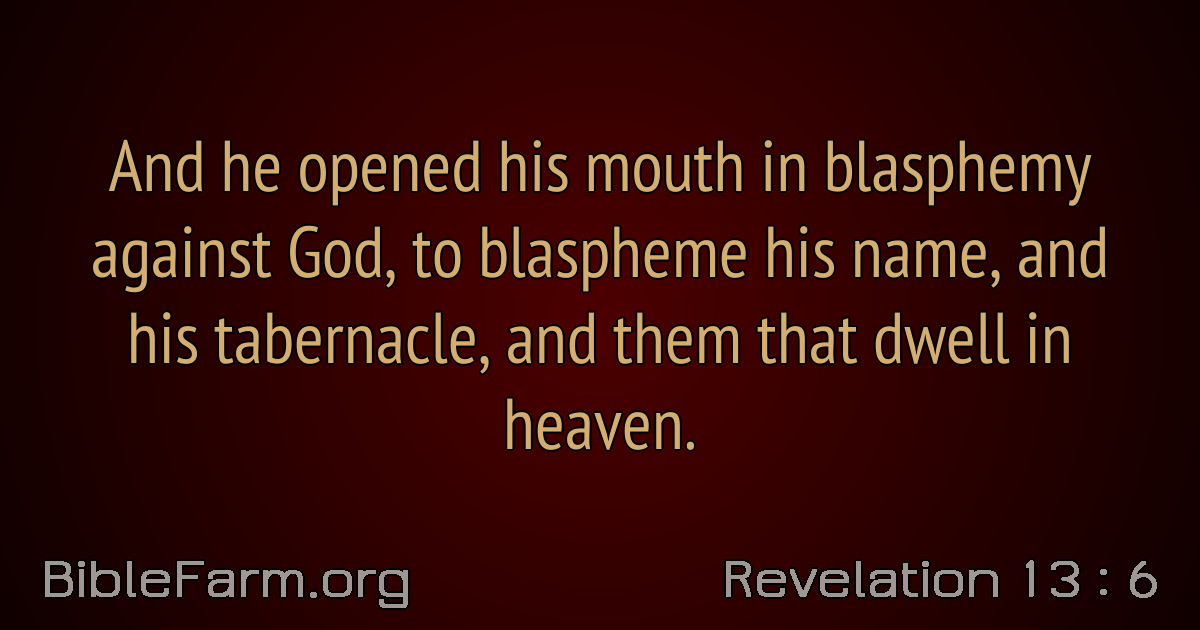 And he opened his mouth in blasphemy
against God, to blaspheme his name, and
his tabernacle, and them that dwell in
heaven.
BibleFarm.org
Revelation 13 : 6